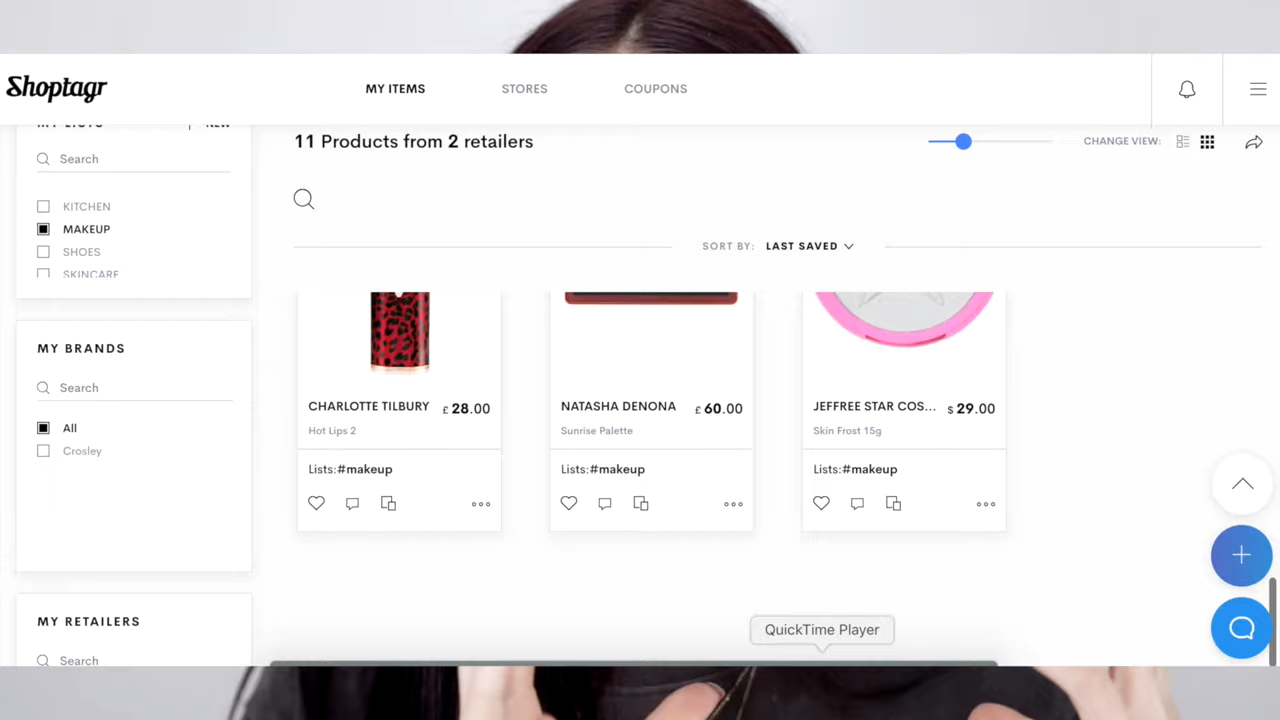 Shoptagr
MY ITEMS
STORES
COUPONS
MY LISTS
NEW
Search
KITCHEN
MAKEUP
SHOES
SKINCARE
MY BRANDS
Search
All
Crosley
MY RETAILERS
Search
11 Products from 2 retailers
CHANGE VIEW:
SORT BY: LAST SAVED
CHARLOTTE TILBURY £ 28.00
Hot Lips 2
Lists:#makeup
NATASHA DENONA £ 60.00
Sunrise Palette
Lists:#makeup
JEFFREE STAR COS... $ 29.00
Skin Frost 15g
Lists:#makeup
QuickTime Player